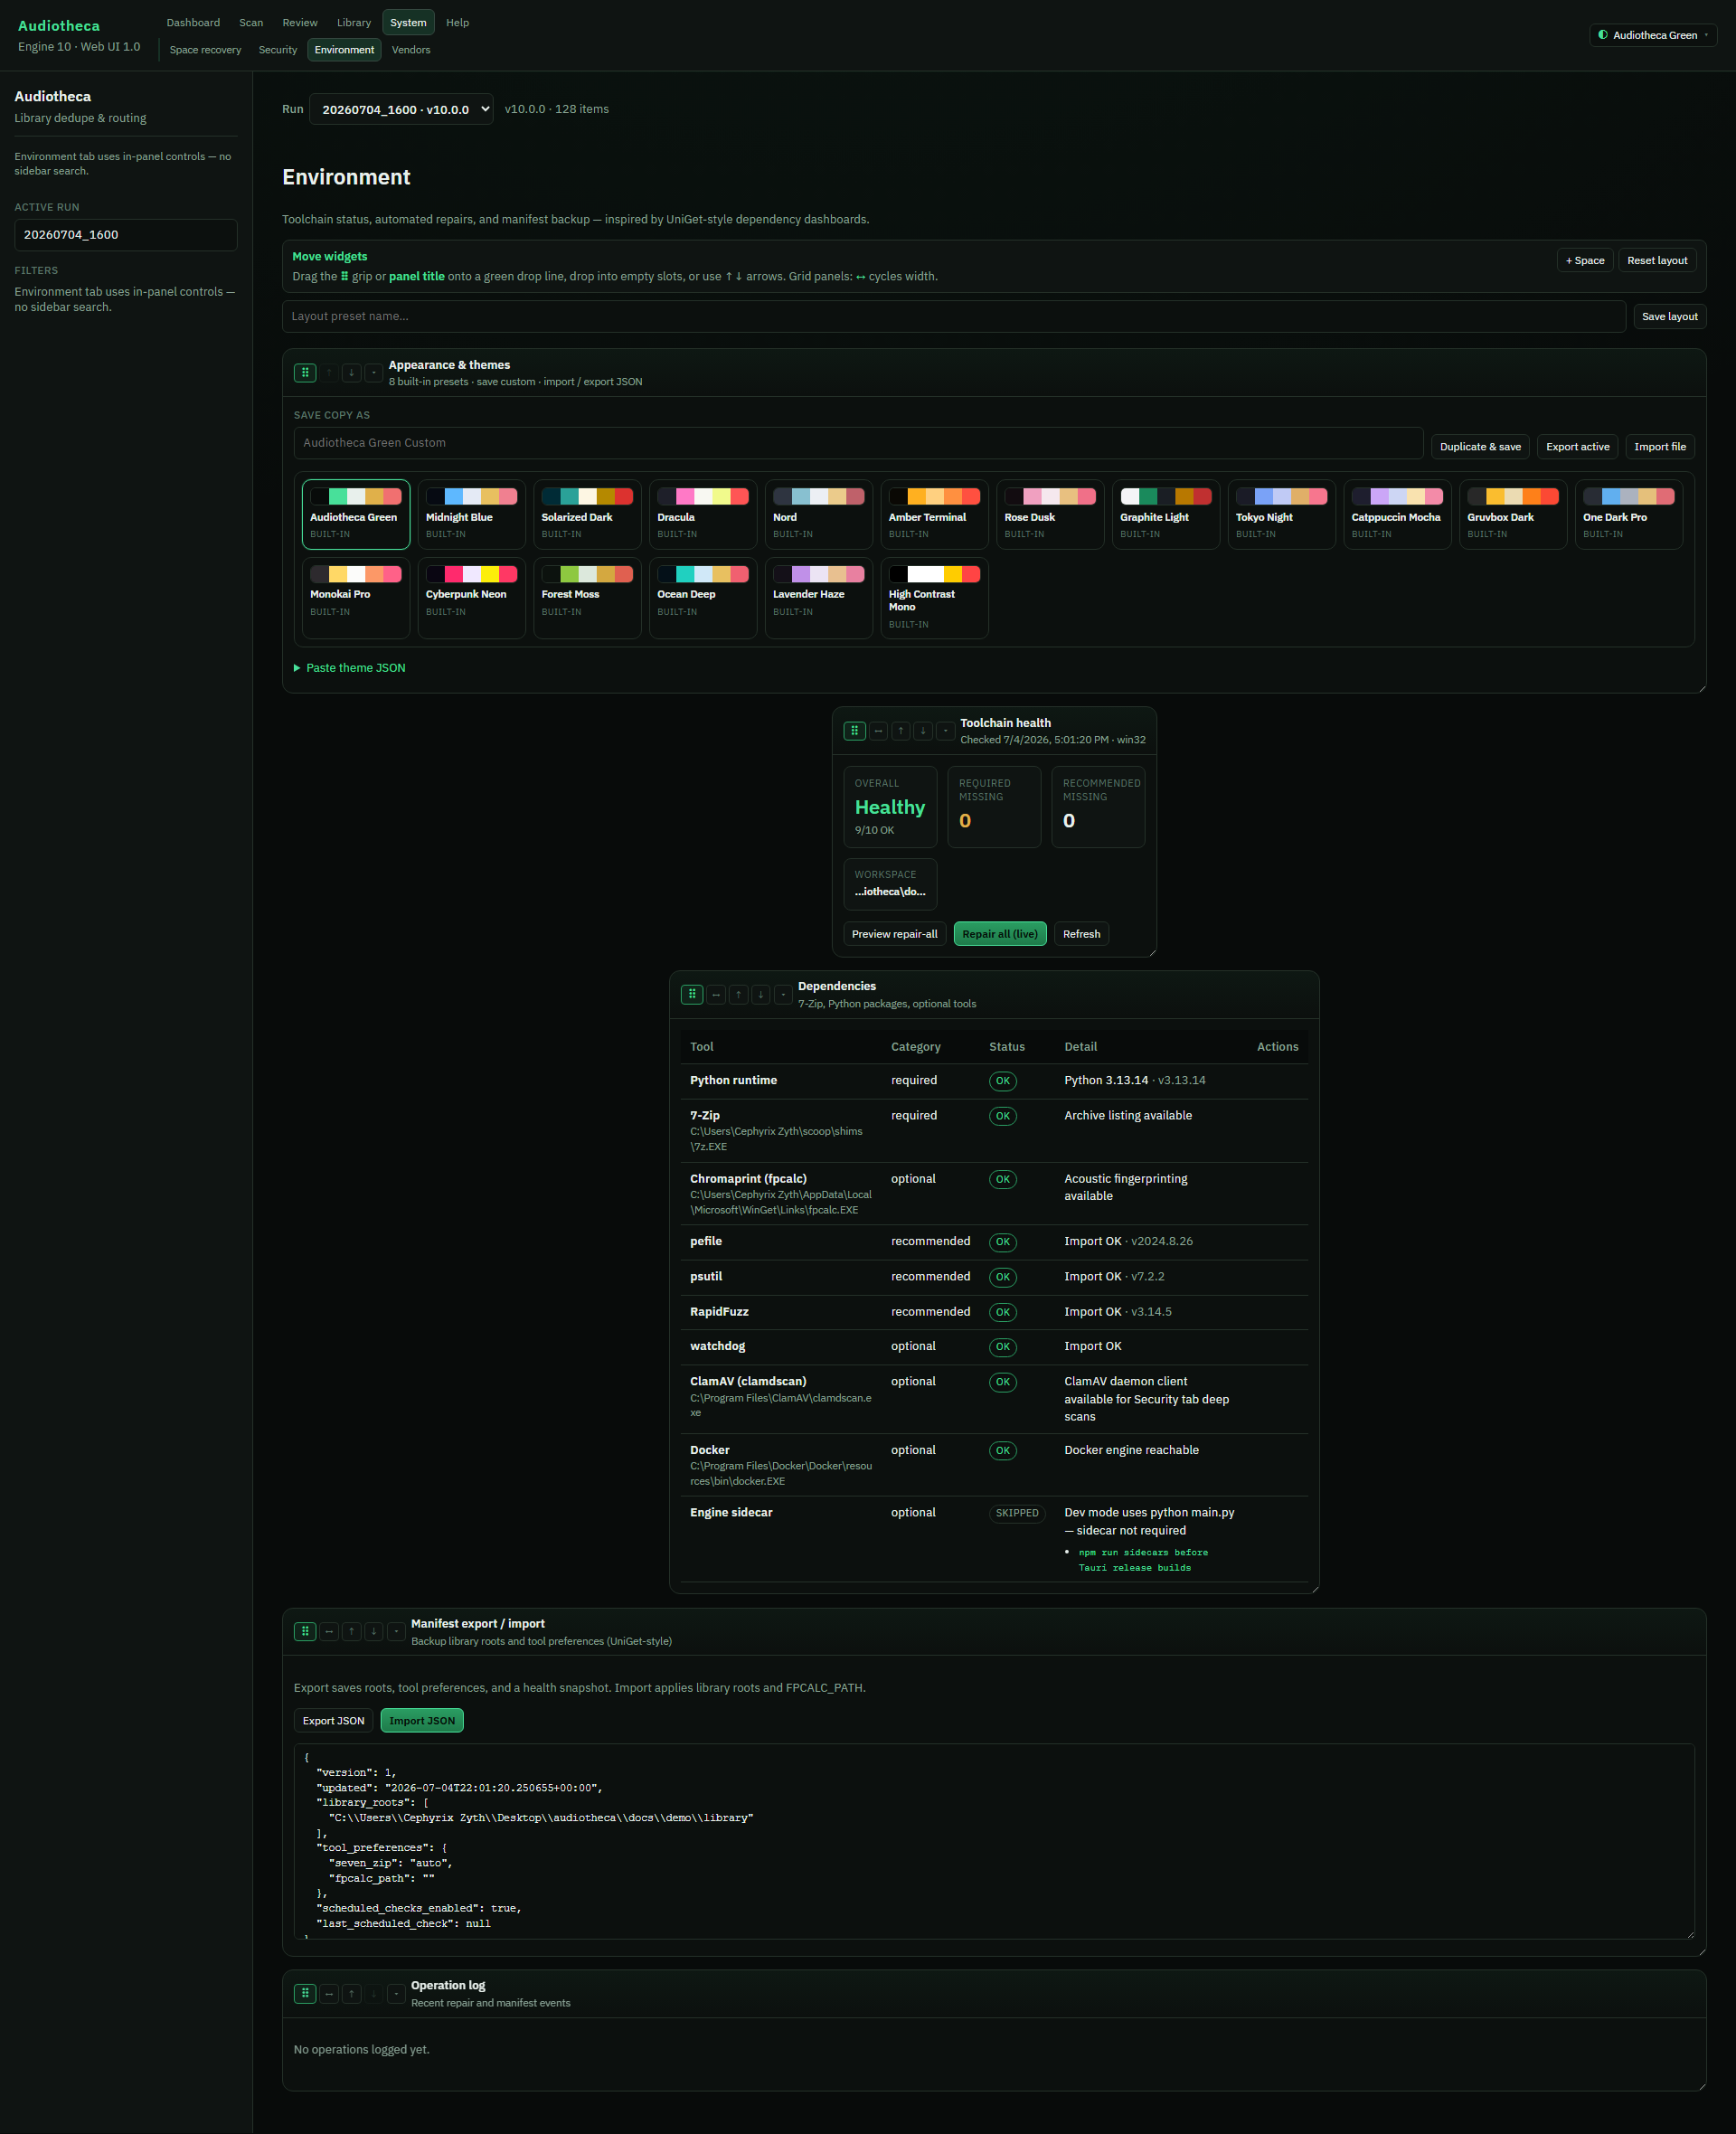 Audiotheca
Engine 10 · Web UI 1.0
Dashboard Scan Review Library System Help
Space recovery Security Environment Vendors
Audiotheca Green
Audiotheca
Library dedupe & routing
Environment tab uses in-panel controls — no
sidebar search.
ACTIVE RUN
20260704_1600
FILTERS
Environment tab uses in-panel controls —
no sidebar search.
Run 20260704_1600 · v10.0.0 v10.0.0 · 128 items
Environment
Toolchain status, automated repairs, and manifest backup — inspired by UniGet-style dependency dashboards.
Move widgets
Drag the ⠿ grip or panel title onto a green drop line, drop into empty slots, or use ↑ ↓ arrows. Grid panels: ↔ cycles width.
+ Space Reset layout
Layout preset name...
Save layout
Appearance & themes
8 built-in presets · save custom · import / export JSON
SAVE COPY AS
Audiotheca Green Custom
Duplicate & save Export active Import file
Audiotheca Green
BUILT-IN
Midnight Blue
BUILT-IN
Solarized Dark
BUILT-IN
Dracula
BUILT-IN
Nord
BUILT-IN
Amber Terminal
BUILT-IN
Rose Dusk
BUILT-IN
Graphite Light
BUILT-IN
Tokyo Night
BUILT-IN
Catppuccin Mocha
BUILT-IN
Gruvbox Dark
BUILT-IN
One Dark Pro
BUILT-IN
Monokai Pro
BUILT-IN
Cyberpunk Neon
BUILT-IN
Forest Moss
BUILT-IN
Ocean Deep
BUILT-IN
Lavender Haze
BUILT-IN
High Contrast
Mono
BUILT-IN
▶ Paste theme JSON
Toolchain health
Checked 7/4/2026, 5:01:20 PM · win32
OVERALL
Healthy
9/10 OK
REQUIRED
MISSING
0
RECOMMENDED
MISSING
0
WORKSPACE
…iotheca\do…
Preview repair-all Repair all (live) Refresh
Dependencies
7-Zip, Python packages, optional tools
Tool Category Status Detail Actions
Python runtime required OK Python 3.13.14 · v3.13.14
7-Zip required OK Archive listing available
C:\Users\Cephyrix Zyth\scoop\shims
\7z.EXE
Chromaprint (fpcalc) optional OK Acoustic fingerprinting
available
C:\Users\Cephyrix Zyth\AppData\Local
\Microsoft\WinGet\Links\fpcalc.EXE
pefile recommended OK Import OK · v2024.8.26
psutil recommended OK Import OK · v7.2.2
RapidFuzz recommended OK Import OK · v3.14.5
watchdog optional OK Import OK
ClamAV (clamdscan) optional OK ClamAV daemon client
available for Security tab deep
scans
C:\Program Files\ClamAV\clamdscan.e
xe
Docker optional OK Docker engine reachable
C:\Program Files\Docker\Docker\resou
rces\bin\docker.EXE
Engine sidecar optional SKIPPED Dev mode uses python main.py
— sidecar not required
• npm run sidecars before
Tauri release builds
Manifest export / import
Backup library roots and tool preferences (UniGet-style)
Export saves roots, tool preferences, and a health snapshot. Import applies library roots and FPCALC_PATH.
Export JSON Import JSON
{
"version": 1,
"updated": "2026-07-04T22:01:20.250655+00:00",
"library_roots": [
"C:\\Users\\Cephyrix Zyth\\Desktop\\audiotheca\\docs\\demo\\library"
],
"tool_preferences": {
"seven_zip": "auto",
"fpcalc_path": ""
},
"scheduled_checks_enabled": true,
"last_scheduled_check": null
}
Operation log
Recent repair and manifest events
No operations logged yet.